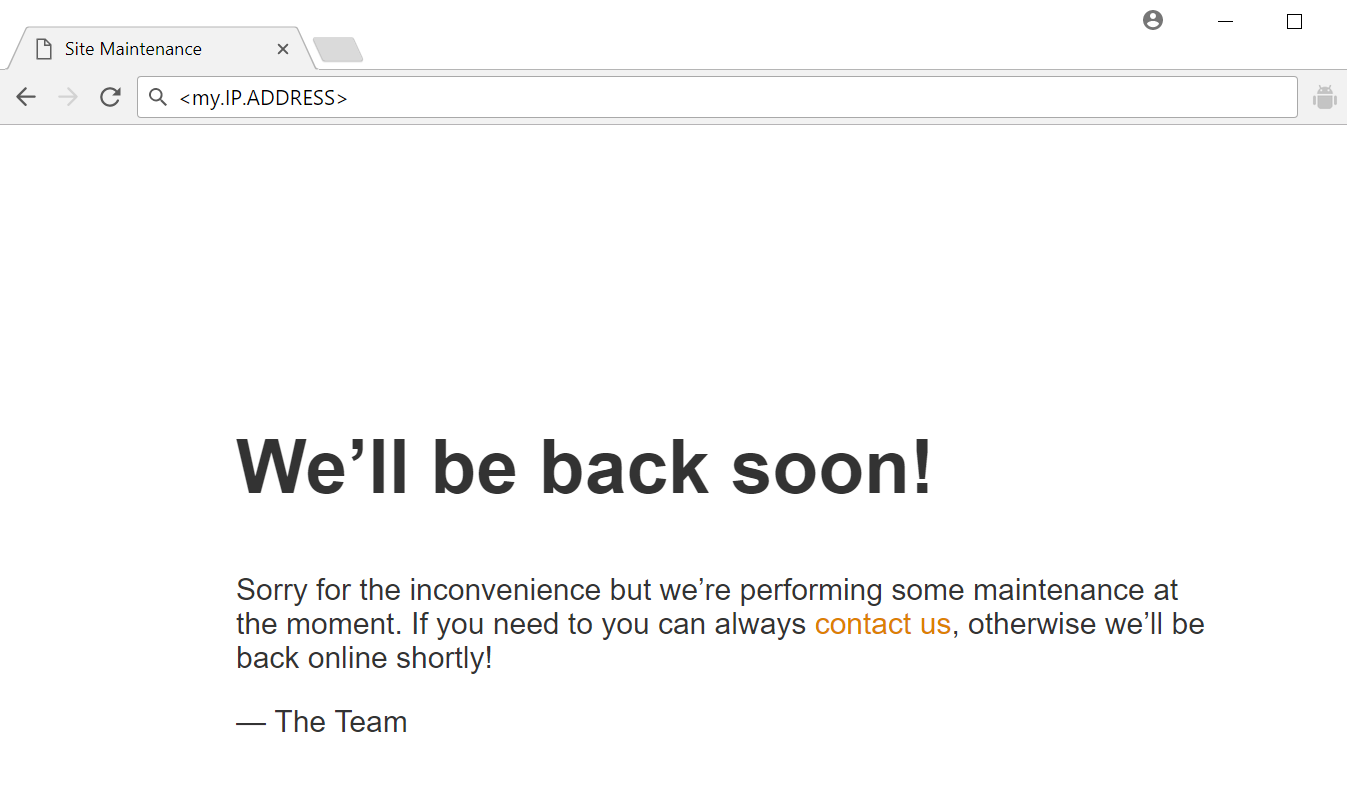 Site Maintenance
<my.IP.ADDRESS>
We’ll be back soon!
Sorry for the inconvenience but we’re performing some maintenance at
the moment. If you need to you can always contact us, otherwise we’ll be
back online shortly!
— The Team